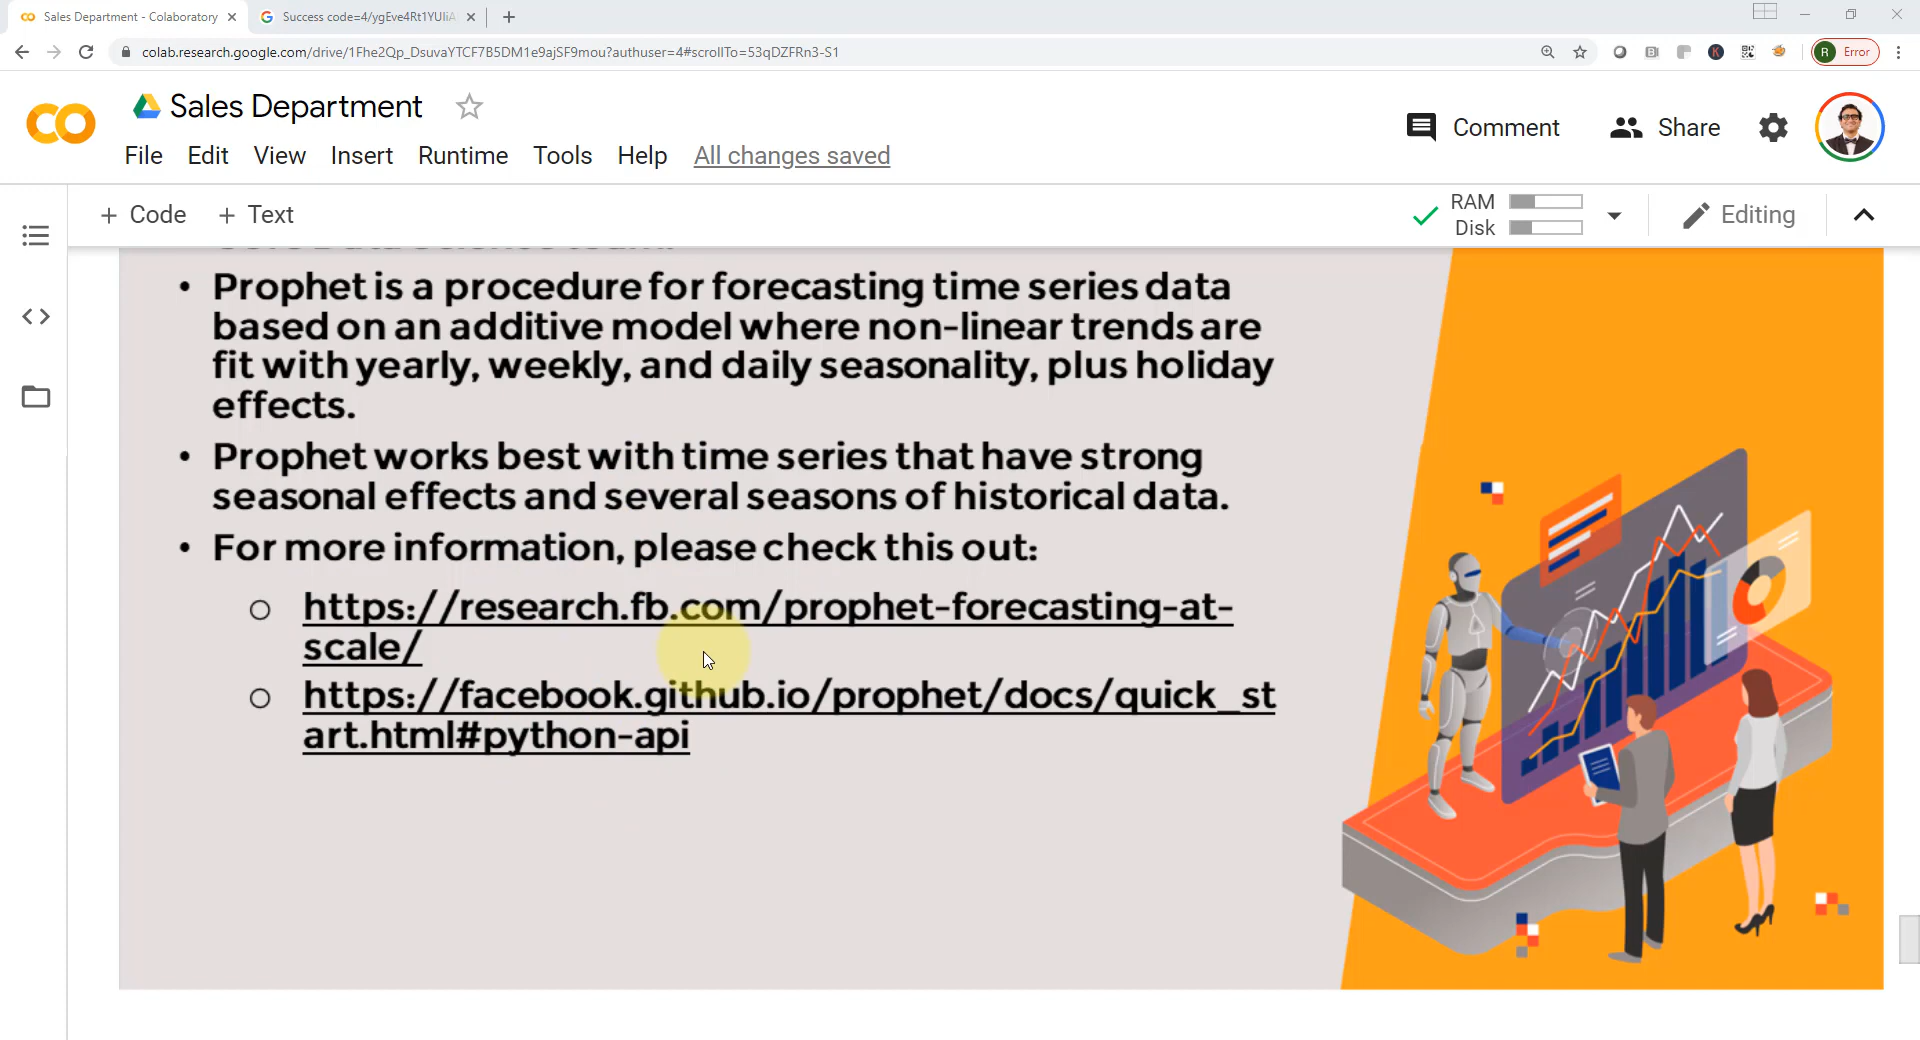 Sales Department - Colaboratory
Success code=4/ygEve4Rt1YUIiA
colab.research.google.com/drive/1Fhe2Qp_DsuvaYTCF7B5DM1e9ajSF9mou?authuser=4#scrollTo=53qDZFRn3-S1
R Error
Sales Department
Comment
Share
File Edit View Insert Runtime Tools Help All changes saved
+ Code + Text
RAM
Disk
Editing
• Prophet is a procedure for forecasting time series data
based on an additive model where non-linear trends are
fit with yearly, weekly, and daily seasonality, plus holiday
effects.
• Prophet works best with time series that have strong
seasonal effects and several seasons of historical data.
• For more information, please check this out:
https://research.fb.com/prophet-forecasting-at-
scale/
https://facebook.github.io/prophet/docs/quick_st
art.html#python-api